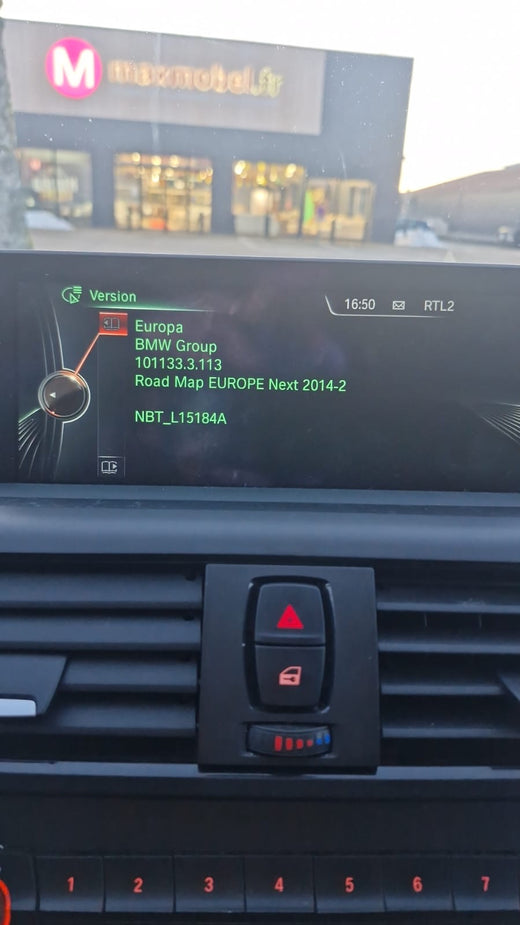 M maxmobel.fr
Version
16:50 RTL2
Europa
BMW Group
101133.3.113
Road Map EUROPE Next 2014-2
NBT_L15184A
1 2 3 4 5 6 7